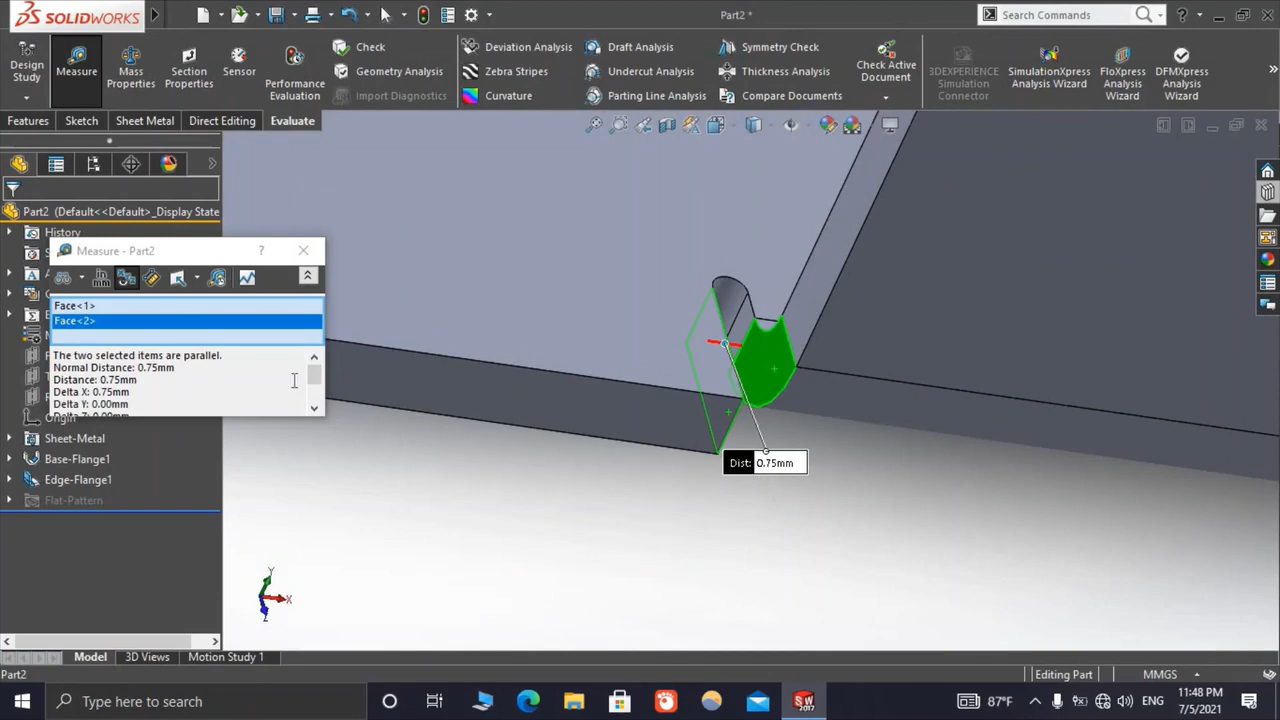 SOLIDWORKS
Part2 *
Search Commands
Design Study
Measure
Mass Properties
Section Properties
Sensor
Performance Evaluation
Check
Geometry Analysis
Import Diagnostics
Deviation Analysis
Zebra Stripes
Curvature
Draft Analysis
Undercut Analysis
Parting Line Analysis
Symmetry Check
Thickness Analysis
Compare Documents
Check Active Document
3DEXPERIENCE Simulation Connector
SimulationXpress Analysis Wizard
FloXpress Analysis Wizard
DFMXpress Analysis Wizard
Features
Sketch
Sheet Metal
Direct Editing
Evaluate
Part2 (Default<<Default>_Display State
History
Measure - Part2
?
Face<1>
Face<2>
The two selected items are parallel.
Normal Distance: 0.75mm
Distance: 0.75mm
Delta X: 0.75mm
Delta Y: 0.00mm
Delta Z: 0.00mm
Origin
Sheet-Metal
Base-Flange1
Edge-Flange1
Flat-Pattern
Dist: 0.75mm
Y
X
Z
Model
3D Views
Motion Study 1
Part2
Editing Part
MMGS
Type here to search
SW
2017
87°F
ENG
11:48 PM
7/5/2021